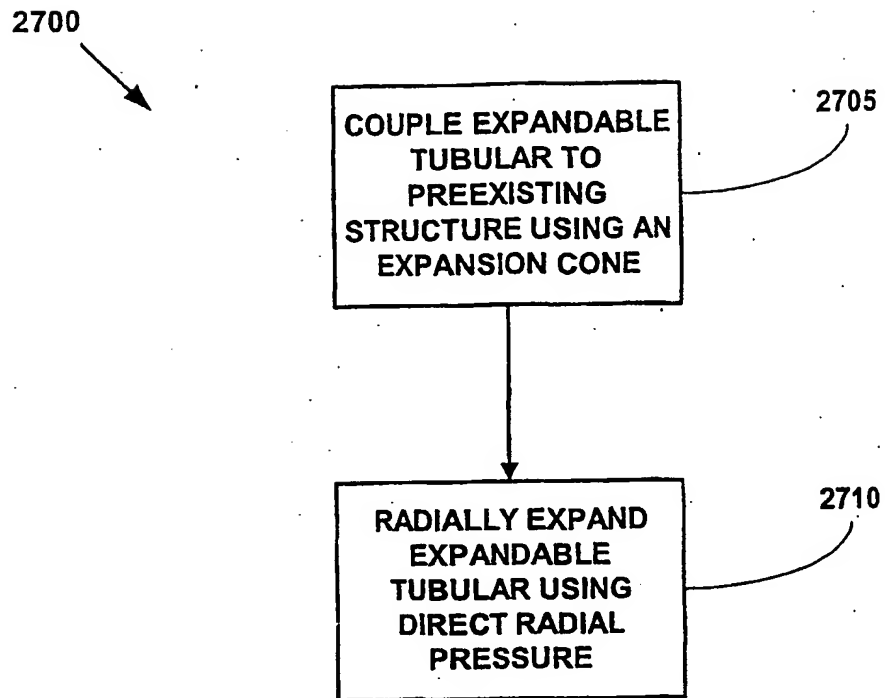 2700
COUPLE EXPANDABLE
TUBULAR TO
PREEXISTING
STRUCTURE USING AN
EXPANSION CONE
2705
RADIALLY EXPAND
EXPANDABLE
TUBULAR USING
DIRECT RADIAL
PRESSURE
2710